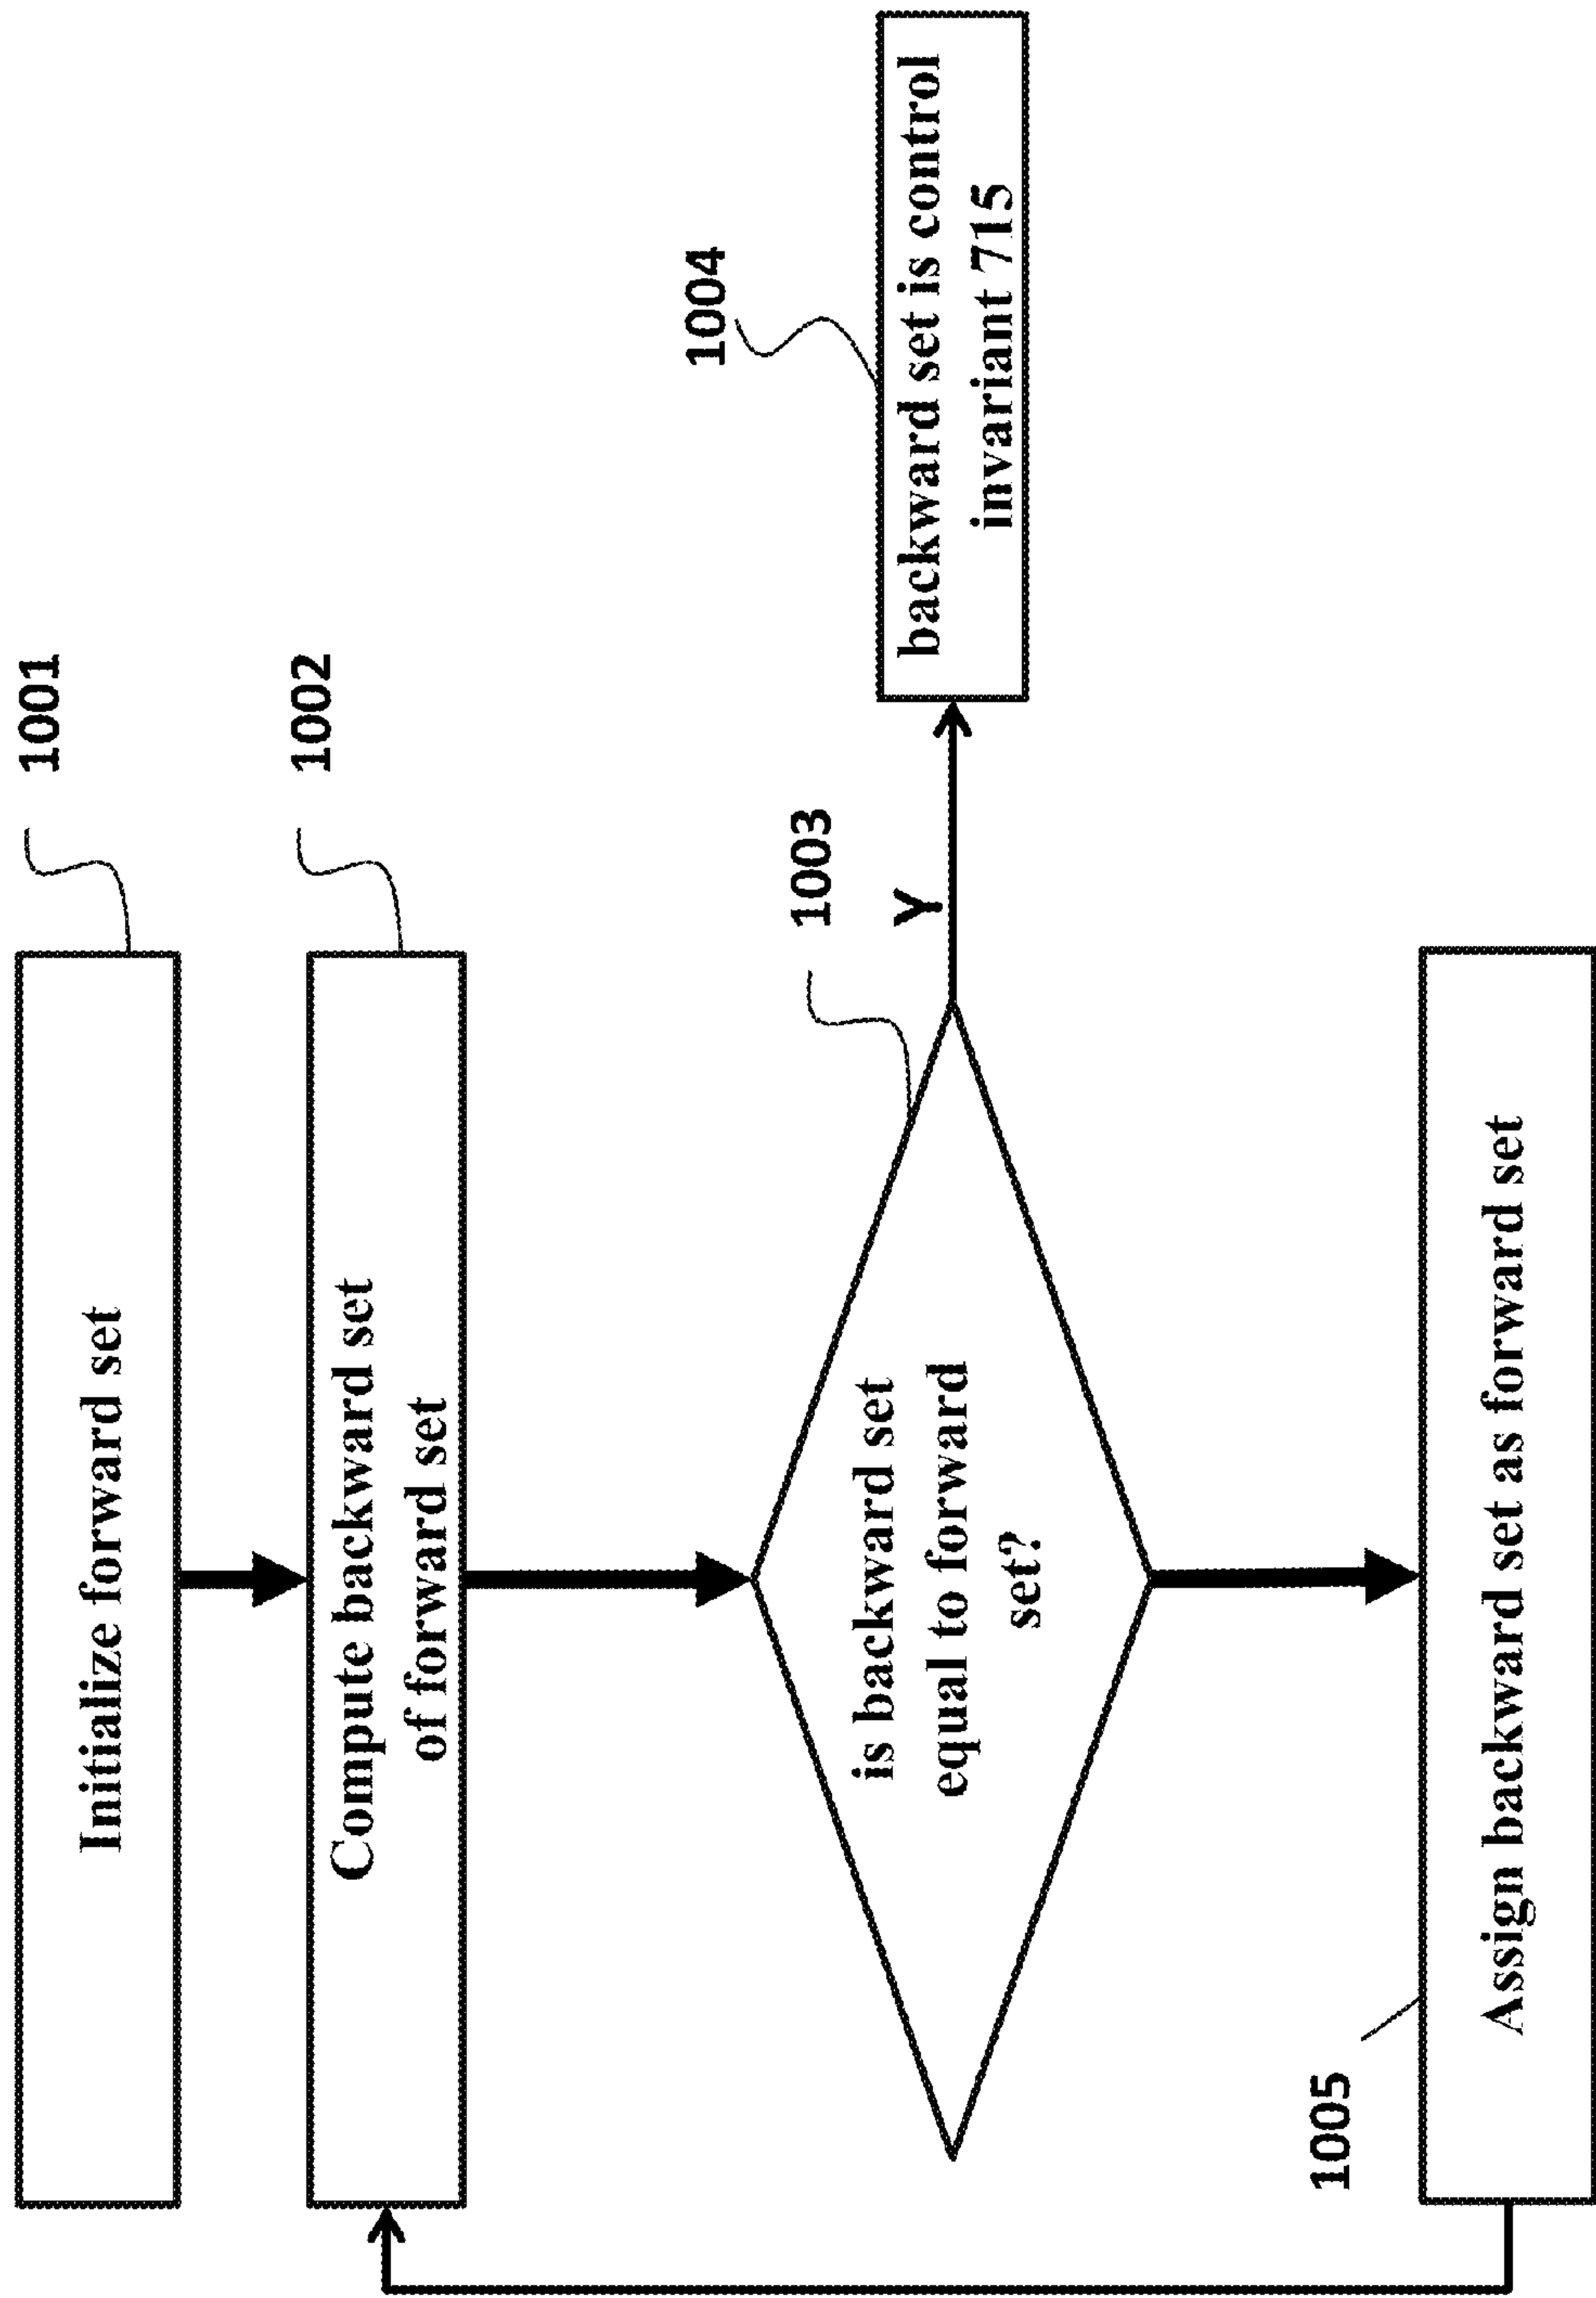 Initialize forward set
1001
Compute backward set
of forward set
1002
is backward set
equal to forward
set?
1003
Y
backward set is control
invariant 715
1004
Assign backward set as forward set
1005